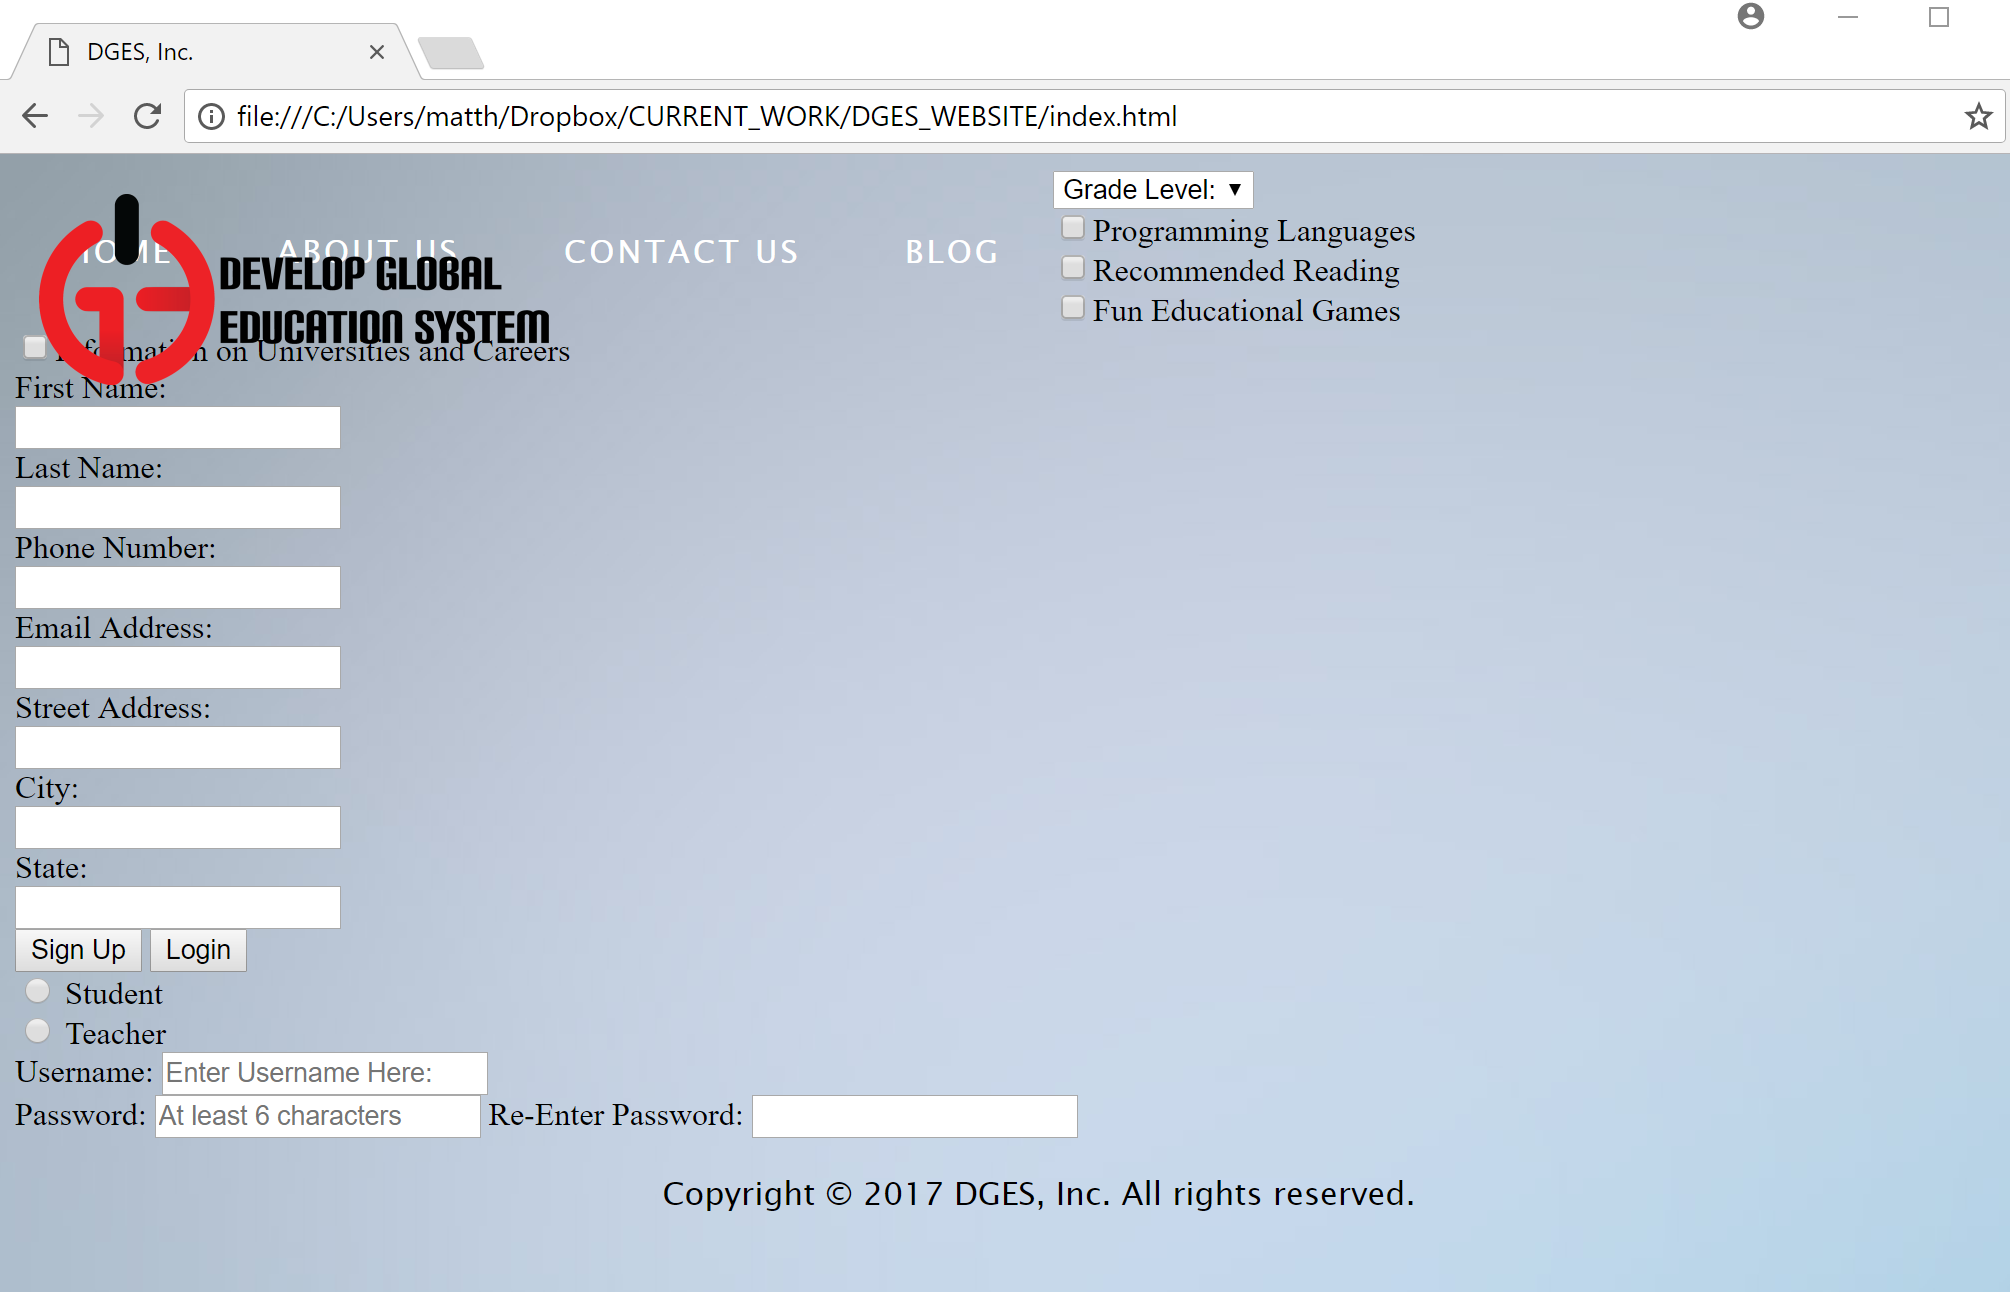 DGES, Inc.
file:///C:/Users/matth/Dropbox/CURRENT_WORK/DGES_WEBSITE/index.html
Grade Level:
HOME ABOUT US CONTACT US BLOG
Programming Languages
DEVELOP GLOBAL
EDUCATION SYSTEM
Recommended Reading
Fun Educational Games
Information on Universities and Careers
First Name:
Last Name:
Phone Number:
Email Address:
Street Address:
City:
State:
Sign Up Login
Student
Teacher
Username: Enter Username Here:
Password: At least 6 characters Re-Enter Password:
Copyright © 2017 DGES, Inc. All rights reserved.